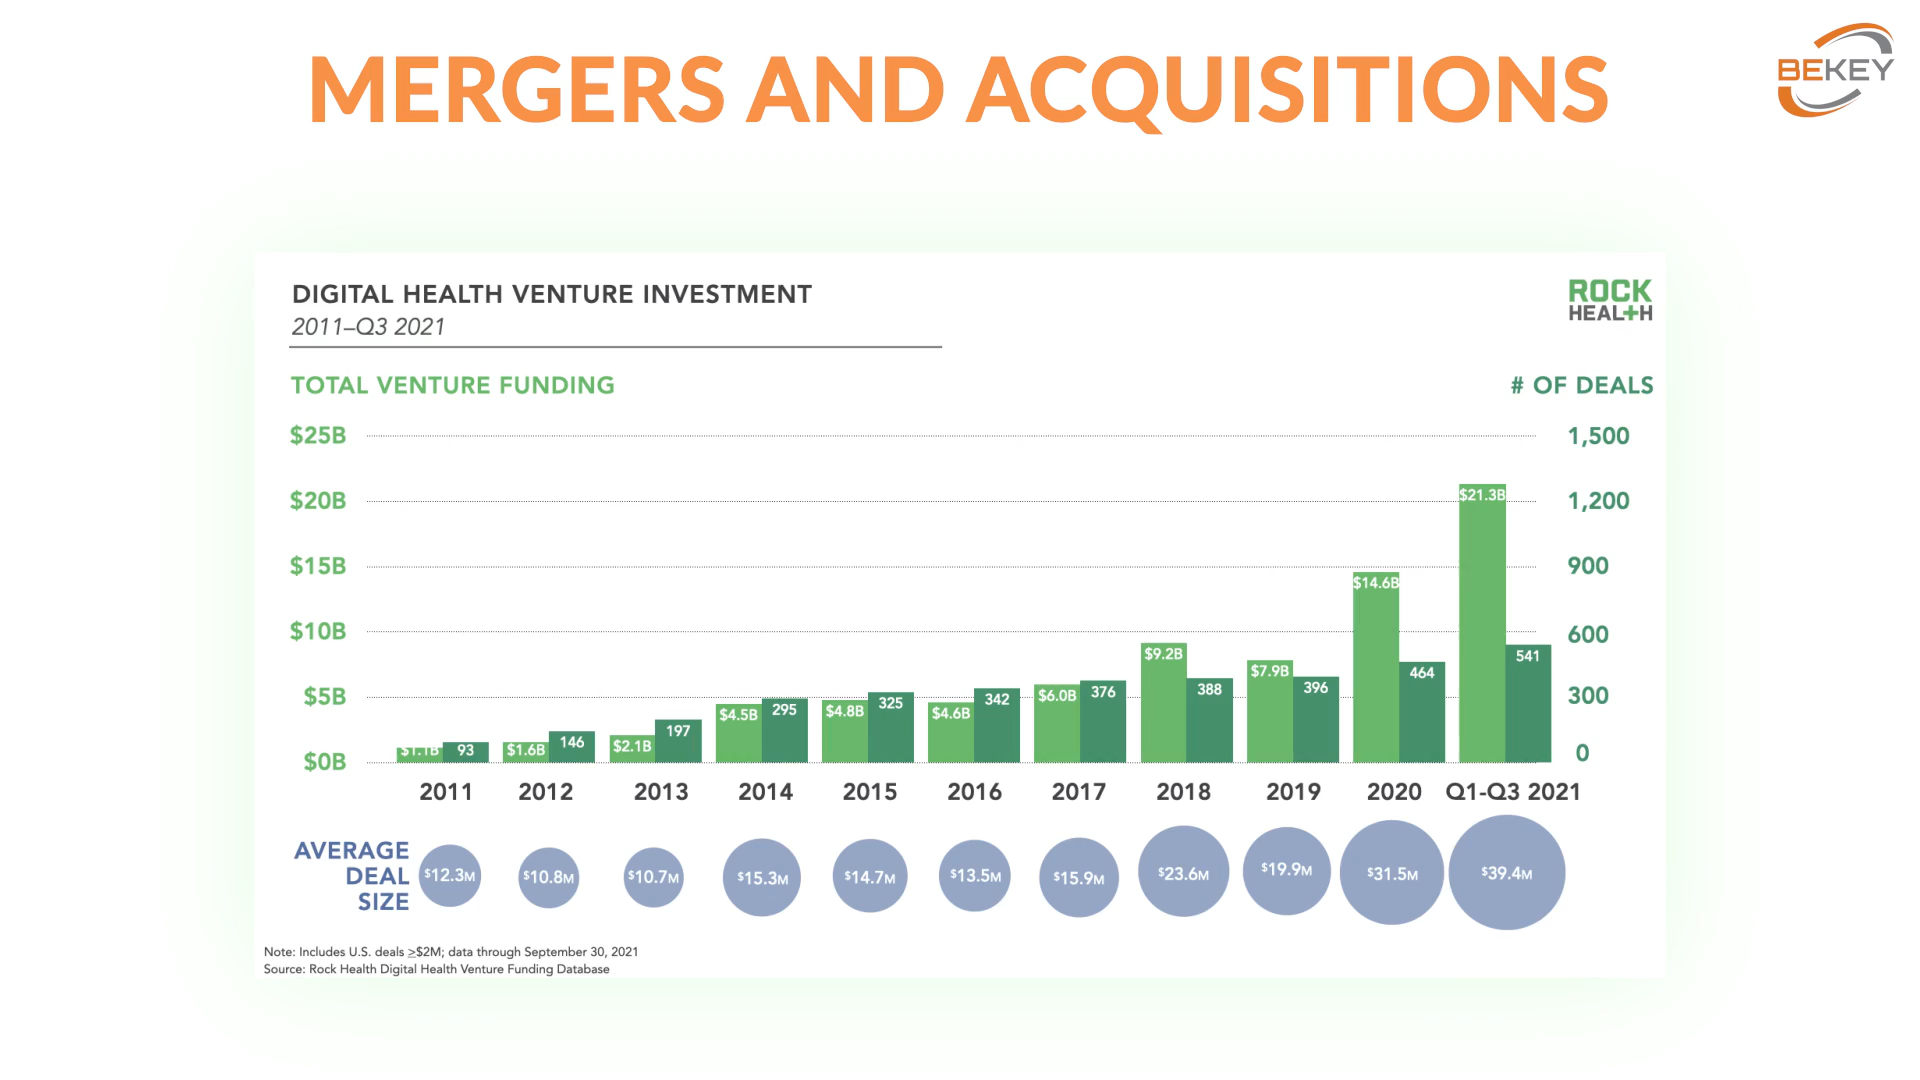 MERGERS AND ACQUISITIONS
BEKEY
DIGITAL HEALTH VENTURE INVESTMENT
2011–Q3 2021
ROCK
HEALTH
TOTAL VENTURE FUNDING
# OF DEALS
$25B
1,500
$20B
1,200
$15B
900
$10B
600
$5B
300
$0B
0
$1.1B 93
$1.6B 146
$2.1B 197
$4.5B 295
$4.8B 325
$4.6B 342
$6.0B 376
$9.2B 388
$7.9B 396
$14.6B 464
$21.3B 541
2011 2012 2013 2014 2015 2016 2017 2018 2019 2020 Q1-Q3 2021
AVERAGE
DEAL
SIZE
$12.3M $10.8M $10.7M $15.3M $14.7M $13.5M $15.9M $23.6M $19.9M $31.5M $39.4M
Note: Includes U.S. deals ≥$2M; data through September 30, 2021
Source: Rock Health Digital Health Venture Funding Database